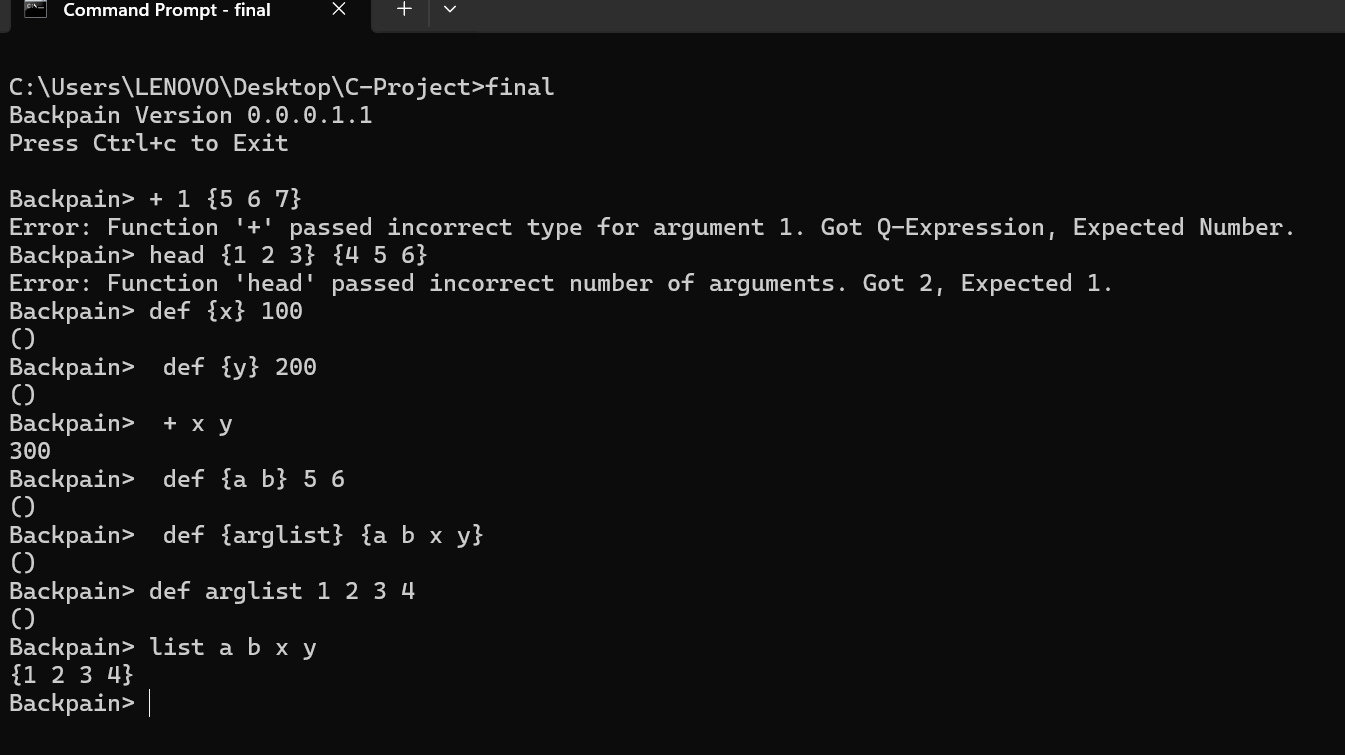 Command Prompt - final
C:\Users\LENOVO\Desktop\C-Project>final
Backpain Version 0.0.0.1.1
Press Ctrl+c to Exit
Backpain> + 1 {5 6 7}
Error: Function '+' passed incorrect type for argument 1. Got Q-Expression, Expected Number.
Backpain> head {1 2 3} {4 5 6}
Error: Function 'head' passed incorrect number of arguments. Got 2, Expected 1.
Backpain> def {x} 100
()
Backpain>  def {y} 200
()
Backpain>  + x y
300
Backpain>  def {a b} 5 6
()
Backpain>  def {arglist} {a b x y}
()
Backpain> def arglist 1 2 3 4
()
Backpain> list a b x y
{1 2 3 4}
Backpain>